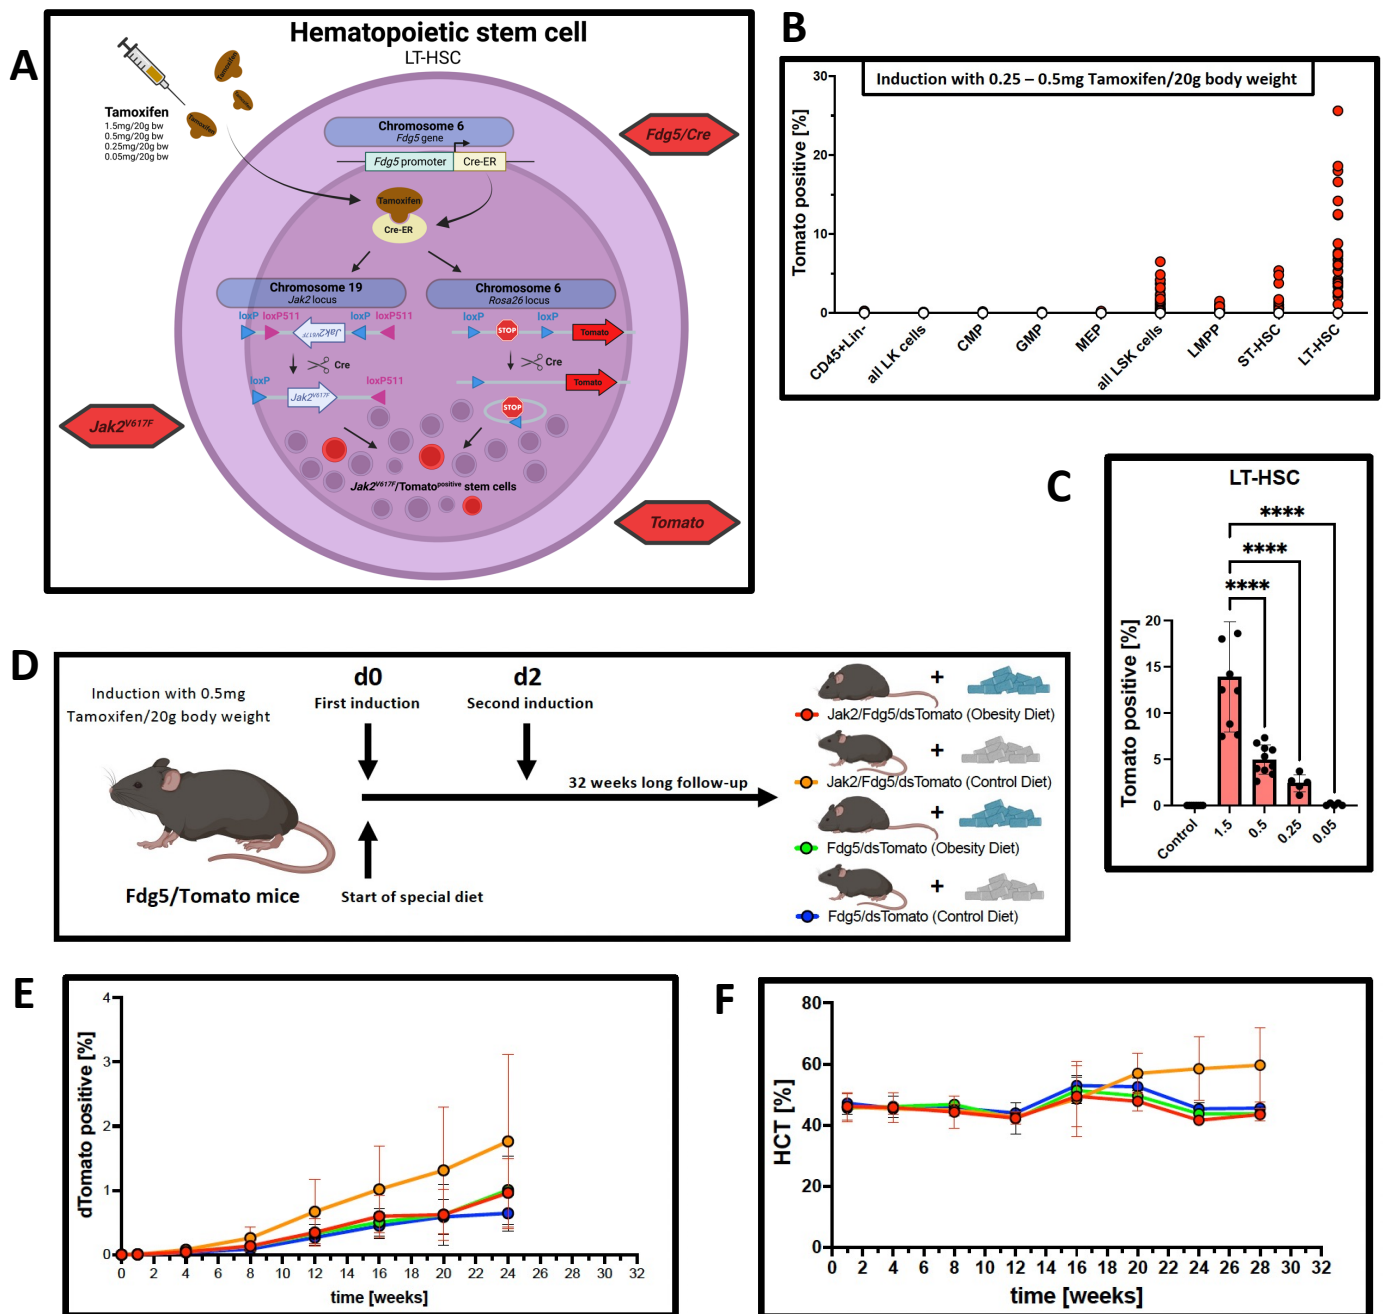 A
Hematopoietic stem cell
LT-HSC
Tamoxifen
Tamoxifen
Tamoxifen
1.5mg/20g bw
0.5mg/20g bw
0.25mg/20g bw
0.05mg/20g bw
Chromosome 6
Fdg5 gene
Fdg5/Cre
Fdg5 promoter
Cre-ER
Tamoxifen
Cre-ER
Chromosome 19
Jak2 locus
Chromosome 6
Rosa26 locus
loxP loxP511 loxP loxP511
Jak2V617F
loxP loxP
STOP
Tomato
Cre
Cre
loxP loxP511
Jak2V617F
Tomato
STOP
Jak2V617F
Jak2V617F/Tomatopositive stem cells
Tomato
B
Induction with 0.25 – 0.5mg Tamoxifen/20g body weight
Tomato positive [%]
30
20
10
0
CD45+Lin-
all LK cells
CMP
GMP
MEP
all LSK cells
LMPP
ST-HSC
LT-HSC
C
LT-HSC
****
****
****
Tomato positive [%]
20
15
10
5
0
Control
1.5
0.5
0.25
0.05
D
Induction with 0.5mg
Tamoxifen/20g body weight
Fdg5/Tomato mice
d0
First induction
d2
Second induction
32 weeks long follow-up
Start of special diet
+
Jak2/Fdg5/dsTomato (Obesity Diet)
+
Jak2/Fdg5/dsTomato (Control Diet)
+
Fdg5/dsTomato (Obesity Diet)
+
Fdg5/dsTomato (Control Diet)
E
dTomato positive [%]
4
3
2
1
0
0 2 4 6 8 10 12 14 16 18 20 22 24 26 28 30 32
time [weeks]
F
HCT [%]
80
60
40
20
0
0 2 4 6 8 10 12 14 16 18 20 22 24 26 28 30 32
time [weeks]